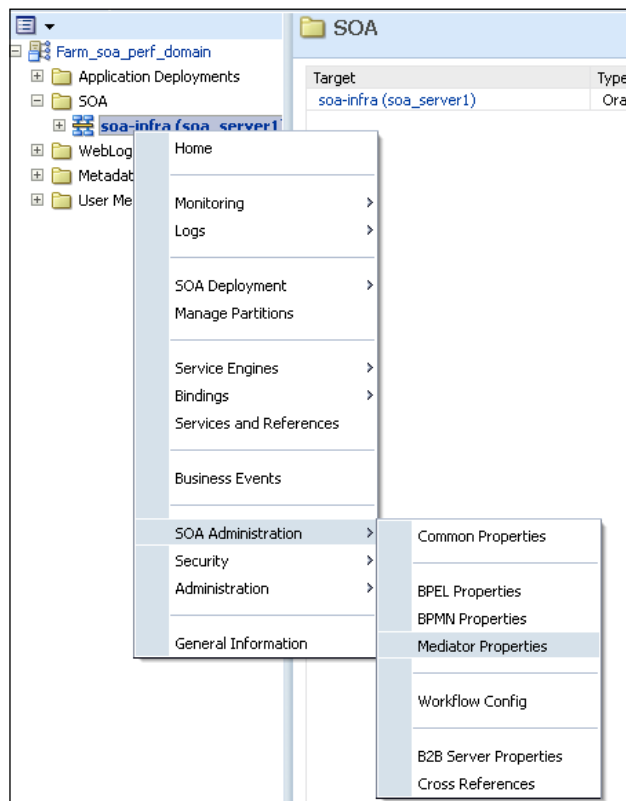 Farm_soa_perf_domain
Application Deployments
SOA
soa-infra (soa_server1)
WebLog
Metadat
User Me
SOA
Target Type
soa-infra (soa_server1) Ora
Home
Monitoring
Logs
SOA Deployment
Manage Partitions
Service Engines
Bindings
Services and References
Business Events
SOA Administration
Security
Administration
General Information
Common Properties
BPEL Properties
BPMN Properties
Mediator Properties
Workflow Config
B2B Server Properties
Cross References